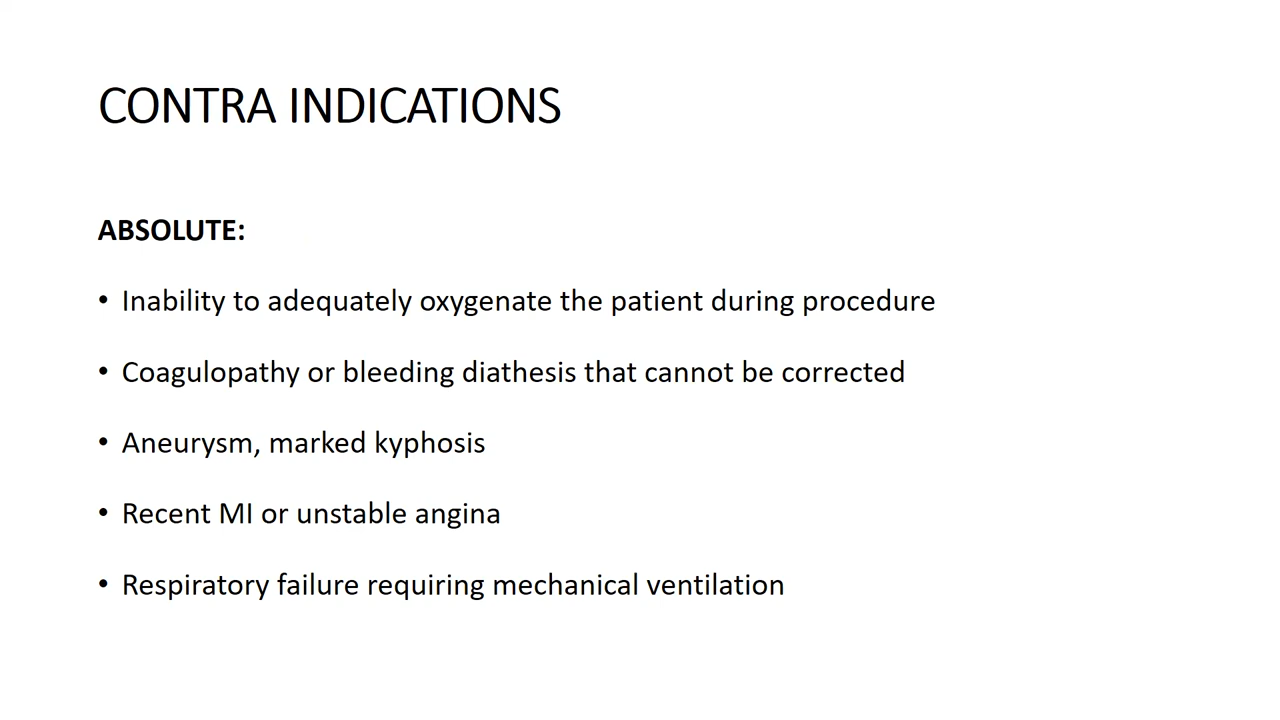 CONTRA INDICATIONS
ABSOLUTE:
• Inability to adequately oxygenate the patient during procedure
• Coagulopathy or bleeding diathesis that cannot be corrected
• Aneurysm, marked kyphosis
• Recent MI or unstable angina
• Respiratory failure requiring mechanical ventilation